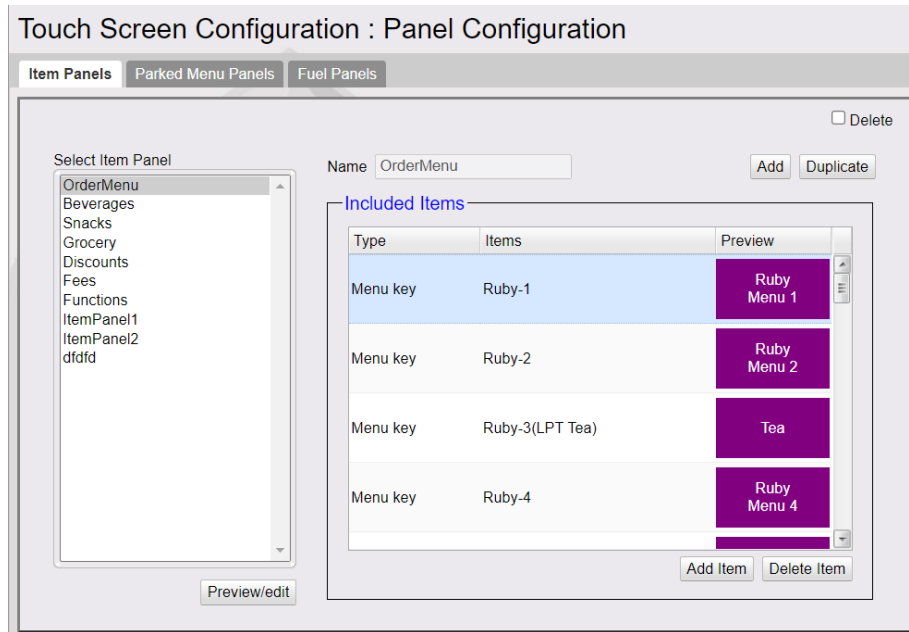 Touch Screen Configuration : Panel Configuration
Item Panels
Parked Menu Panels
Fuel Panels
Delete
Select Item Panel
OrderMenu
Beverages
Snacks
Grocery
Discounts
Fees
Functions
ItemPanel1
ItemPanel2
dfdfd
Preview/edit
Name OrderMenu
Add
Duplicate
Included Items
Type Items Preview
Menu key Ruby-1 Ruby
Menu 1
Menu key Ruby-2 Ruby
Menu 2
Menu key Ruby-3(LPT Tea) Tea
Menu key Ruby-4 Ruby
Menu 4
Add Item
Delete Item